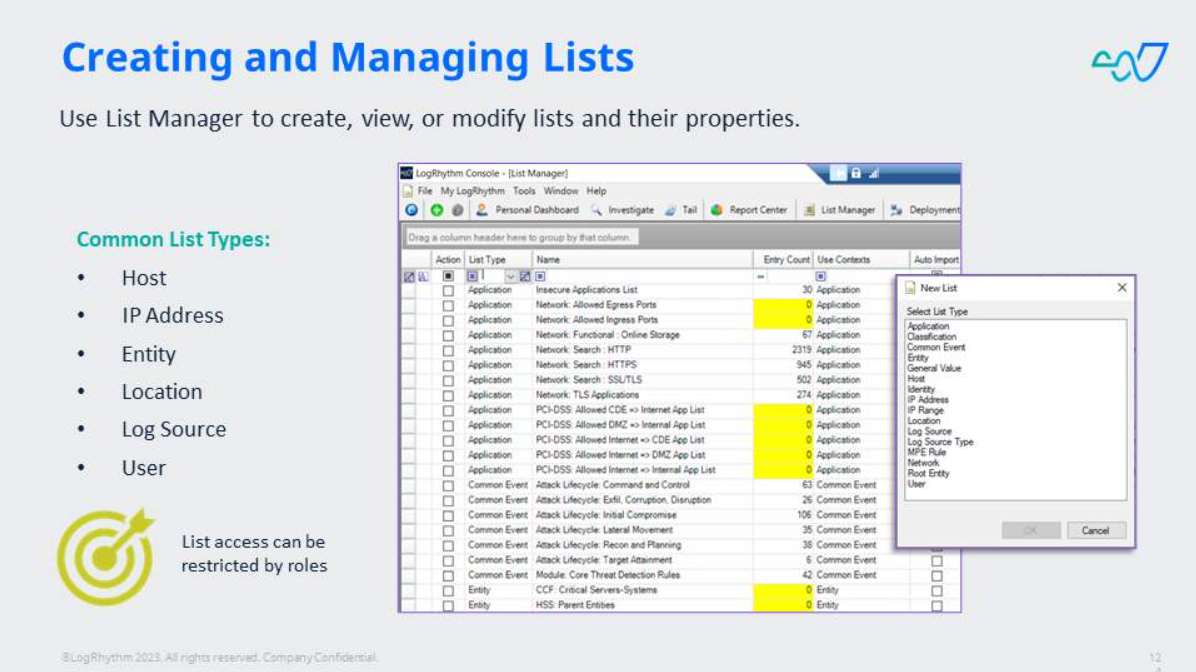 Creating and Managing Lists
Use List Manager to create, view, or modify lists and their properties.
Common List Types:
• Host
• IP Address
• Entity
• Location
• Log Source
• User
List access can be
restricted by roles
LogRhythm Console - [List Manager]
File My LogRhythm Tools Window Help
Personal Dashboard Investigate Tail Report Center List Manager Deployment
Drag a column header here to group by that column.
Action List Type Name Entry Count Use Contexts Auto Import
Application Insecure Applications List 30 Application
Application Network: Allowed Egress Ports 0 Application
Application Network: Allowed Ingress Ports 0 Application
Application Network: Functional : Online Storage 67 Application
Application Network: Search : HTTP 2319 Application
Application Network: Search : HTTPS 945 Application
Application Network: Search : SSL/TLS 502 Application
Application Network: TLS Applications 274 Application
Application PCI-DSS: Allowed CDE => Internet App List 0 Application
Application PCI-DSS: Allowed DMZ => Internal App List 0 Application
Application PCI-DSS: Allowed Internet => CDE App List 0 Application
Application PCI-DSS: Allowed Internet => DMZ App List 0 Application
Application PCI-DSS: Allowed Internet => Internal App List 0 Application
Common Event Attack Lifecycle: Command and Control 63 Common Event
Common Event Attack Lifecycle: Exfil, Corruption, Disruption 26 Common Event
Common Event Attack Lifecycle: Initial Compromise 106 Common Event
Common Event Attack Lifecycle: Lateral Movement 35 Common Event
Common Event Attack Lifecycle: Recon and Planning 38 Common Event
Common Event Attack Lifecycle: Target Attainment 6 Common Event
Common Event Module: Core Threat Detection Rules 42 Common Event
Entity CCF: Critical Servers-Systems 0 Entity
Entity HSS: Parent Entities 0 Entity
New List
Select List Type
Application
Classification
Common Event
Entity
General Value
Host
Identity
IP Address
IP Range
Location
Log Source
Log Source Type
MPE Rule
Network
Root Entity
User
OK Cancel
©LogRhythm 2023. All rights reserved. Company Confidential.
12